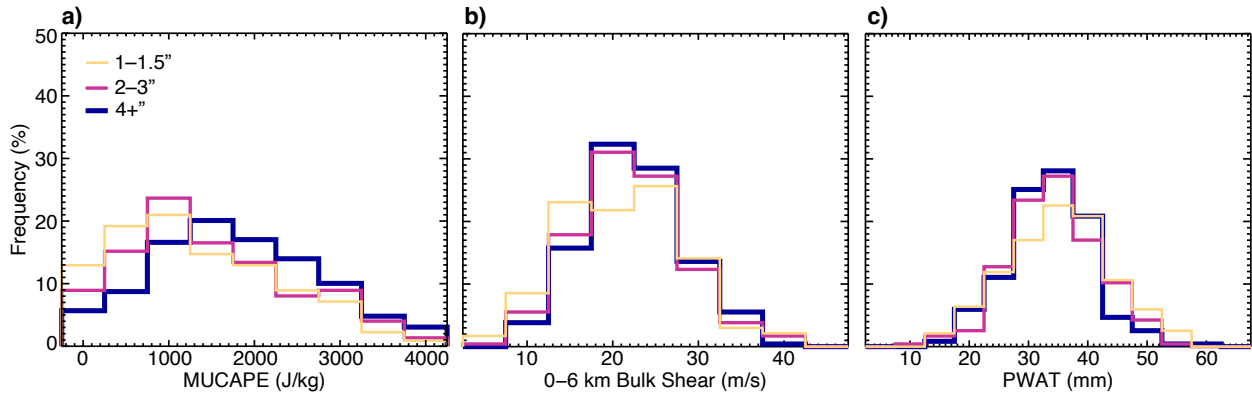 a)
b)
c)
50
40
30
20
10
0
Frequency (%)
1–1.5”
2–3”
4+”
0 1000 2000 3000 4000
10 20 30 40
10 20 30 40 50 60
MUCAPE (J/kg)
0–6 km Bulk Shear (m/s)
PWAT (mm)